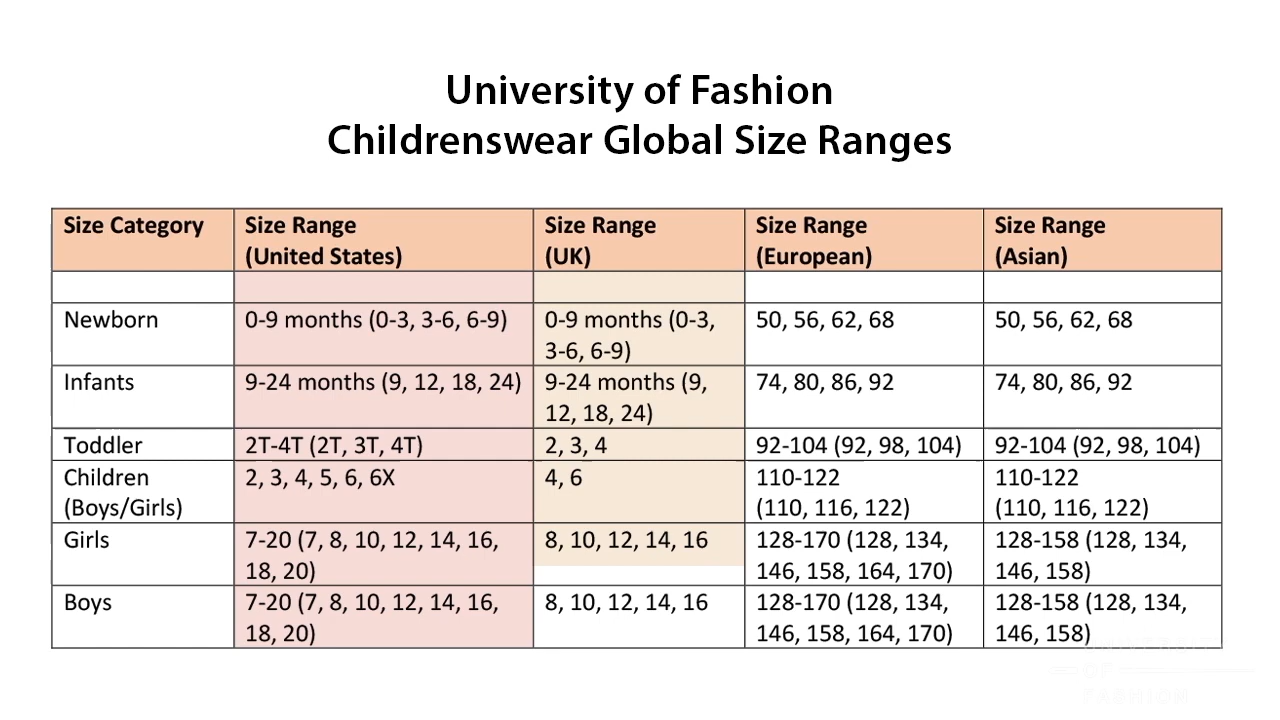 University of Fashion
Childrenswear Global Size Ranges
Size Category
Size Range
(United States)
Size Range
(UK)
Size Range
(European)
Size Range
(Asian)
Newborn
0-9 months (0-3, 3-6, 6-9)
0-9 months (0-3,
3-6, 6-9)
50, 56, 62, 68
50, 56, 62, 68
Infants
9-24 months (9, 12, 18, 24)
9-24 months (9,
12, 18, 24)
74, 80, 86, 92
74, 80, 86, 92
Toddler
2T-4T (2T, 3T, 4T)
2, 3, 4
92-104 (92, 98, 104)
92-104 (92, 98, 104)
Children
(Boys/Girls)
2, 3, 4, 5, 6, 6X
4, 6
110-122
(110, 116, 122)
110-122
(110, 116, 122)
Girls
7-20 (7, 8, 10, 12, 14, 16,
18, 20)
8, 10, 12, 14, 16
128-170 (128, 134,
146, 158, 164, 170)
128-158 (128, 134,
146, 158)
Boys
7-20 (7, 8, 10, 12, 14, 16,
18, 20)
8, 10, 12, 14, 16
128-170 (128, 134,
146, 158, 164, 170)
128-158 (128, 134,
146, 158)
UNIVERSITY
OF
FASHION